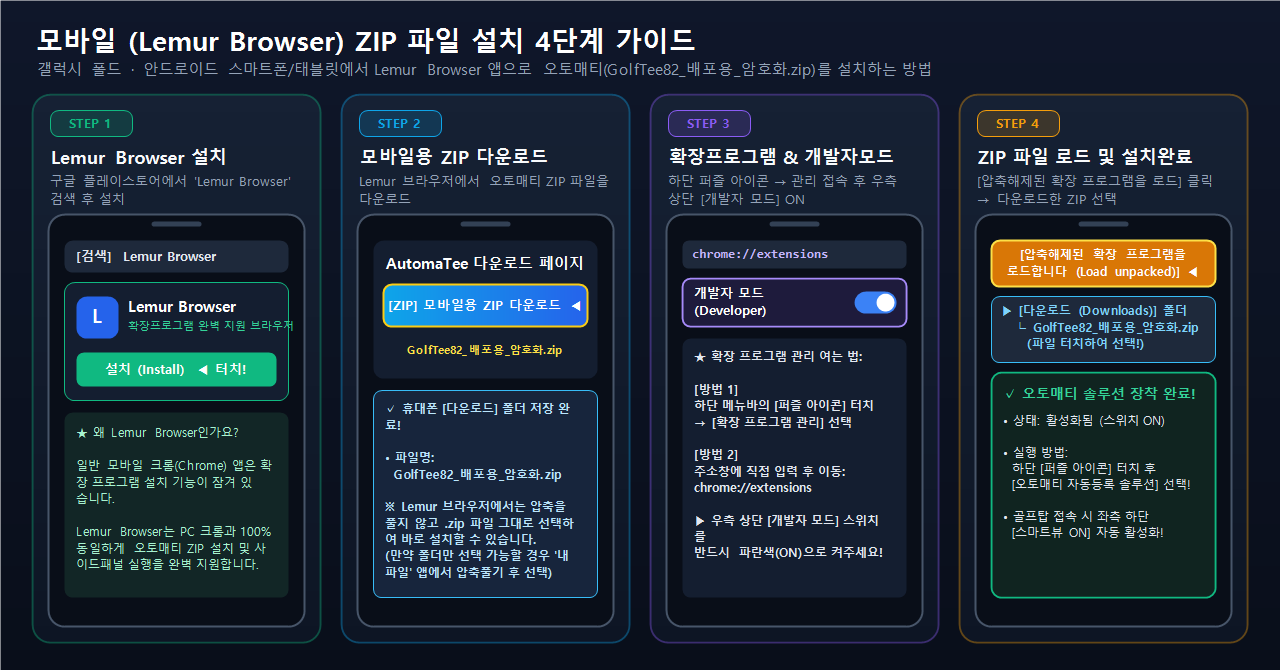 모바일 (Lemur Browser) ZIP 파일 설치 4단계 가이드
갤럭시 폴드 · 안드로이드 스마트폰/태블릿에서 Lemur Browser 앱으로 오토매티(GolfTee82_배포용_암호화.zip)를 설치하는 방법
STEP 1
Lemur Browser 설치
구글 플레이스토어에서 'Lemur Browser'
검색 후 설치
[검색] Lemur Browser
L
Lemur Browser
확장프로그램 완벽 지원 브라우저
설치 (Install) ◀ 터치!
★ 왜 Lemur Browser인가요?
일반 모바일 크롬(Chrome) 앱은 확
장 프로그램 설치 기능이 잠겨 있
습니다.
Lemur Browser는 PC 크롬과 100%
동일하게 오토매티 ZIP 설치 및 사
이드패널 실행을 완벽 지원합니다.
STEP 2
모바일용 ZIP 다운로드
Lemur 브라우저에서 오토매티 ZIP 파일을
다운로드
AutomaTee 다운로드 페이지
[ZIP] 모바일용 ZIP 다운로드 ◀
GolfTee82_배포용_암호화.zip
✓ 휴대폰 [다운로드] 폴더 저장 완
료!
• 파일명:
GolfTee82_배포용_암호화.zip
※ Lemur 브라우저에서는 압축을
풀지 않고 .zip 파일 그대로 선택하
여 바로 설치할 수 있습니다.
(만약 폴더만 선택 가능할 경우 '내
파일' 앱에서 압축풀기 후 선택)
STEP 3
확장프로그램 & 개발자모드
하단 퍼즐 아이콘 → 관리 접속 후 우측
상단 [개발자 모드] ON
chrome://extensions
개발자 모드
(Developer)
★ 확장 프로그램 관리 여는 법:
[방법 1]
하단 메뉴바의 [퍼즐 아이콘] 터치
→ [확장 프로그램 관리] 선택
[방법 2]
주소창에 직접 입력 후 이동:
chrome://extensions
▶ 우측 상단 [개발자 모드] 스위치
를
반드시 파란색(ON)으로 켜주세요!
STEP 4
ZIP 파일 로드 및 설치완료
[압축해제된 확장 프로그램을 로드] 클릭
→ 다운로드한 ZIP 선택
[압축해제된 확장 프로그램을
로드합니다 (Load unpacked)] ◀
▶ [다운로드 (Downloads)] 폴더
└ GolfTee82_배포용_암호화.zip
(파일 터치하여 선택!)
✓ 오토매티 솔루션 장착 완료!
• 상태: 활성화됨 (스위치 ON)
• 실행 방법:
하단 [퍼즐 아이콘] 터치 후
[오토매티 자동등록 솔루션] 선택!
• 골프탑 접속 시 좌측 하단
[스마트뷰 ON] 자동 활성화!